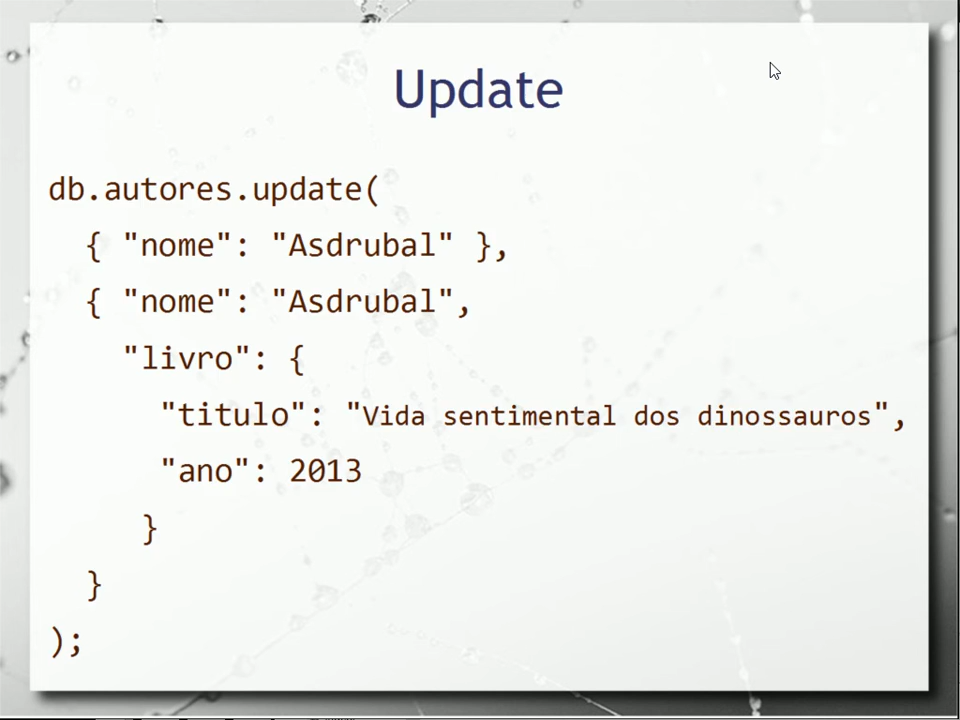 Update
db.autores.update(
{ "nome": "Asdrubal" },
{ "nome": "Asdrubal",
"livro": {
"titulo": "Vida sentimental dos dinossauros",
"ano": 2013
}
}
);